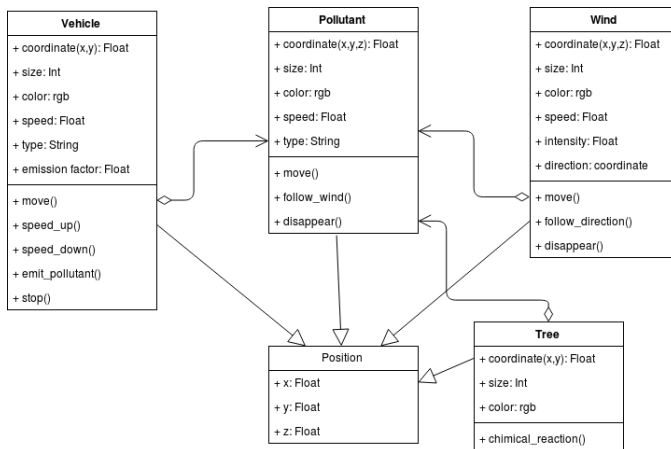 Vehicle
+ coordinate(x,y): Float
+ size: Int
+ color: rgb
+ speed: Float
+ type: String
+ emission factor: Float
+ move()
+ speed_up()
+ speed_down()
+ emit_pollutant()
+ stop()
Pollutant
+ coordinate(x,y,z): Float
+ size: Int
+ color: rgb
+ speed: Float
+ type: String
+ move()
+ follow_wind()
+ disappear()
Wind
+ coordinate(x,y,z): Float
+ size: Int
+ color: rgb
+ speed: Float
+ intensity: Float
+ direction: coordinate
+ move()
+ follow_direction()
+ disappear()
Position
+ x: Float
+ y: Float
+ z: Float
Tree
+ coordinate(x,y): Float
+ size: Int
+ color: rgb
+ chimical_reaction()